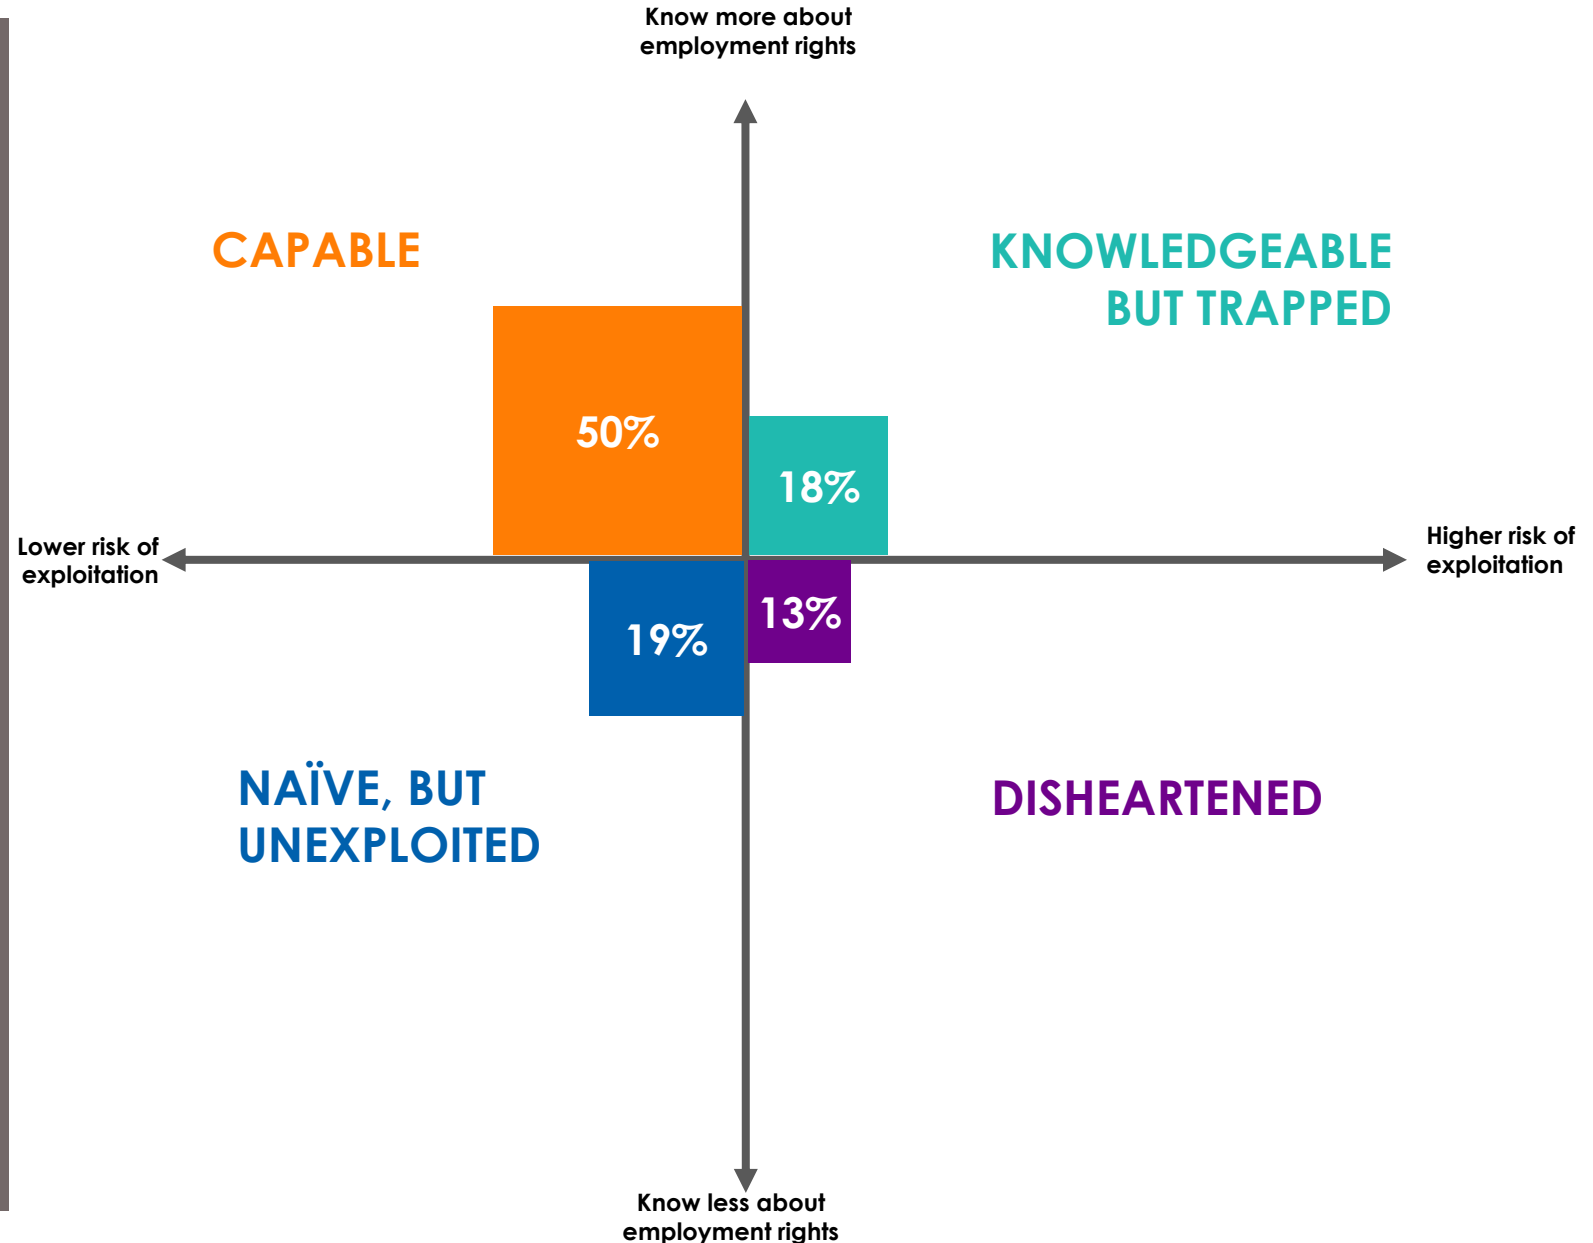 Know more about
employment rights
CAPABLE
KNOWLEDGEABLE
BUT TRAPPED
50%
18%
Lower risk of
exploitation
Higher risk of
exploitation
19%
13%
NAÏVE, BUT
UNEXPLOITED
DISHEARTENED
Know less about
employment rights